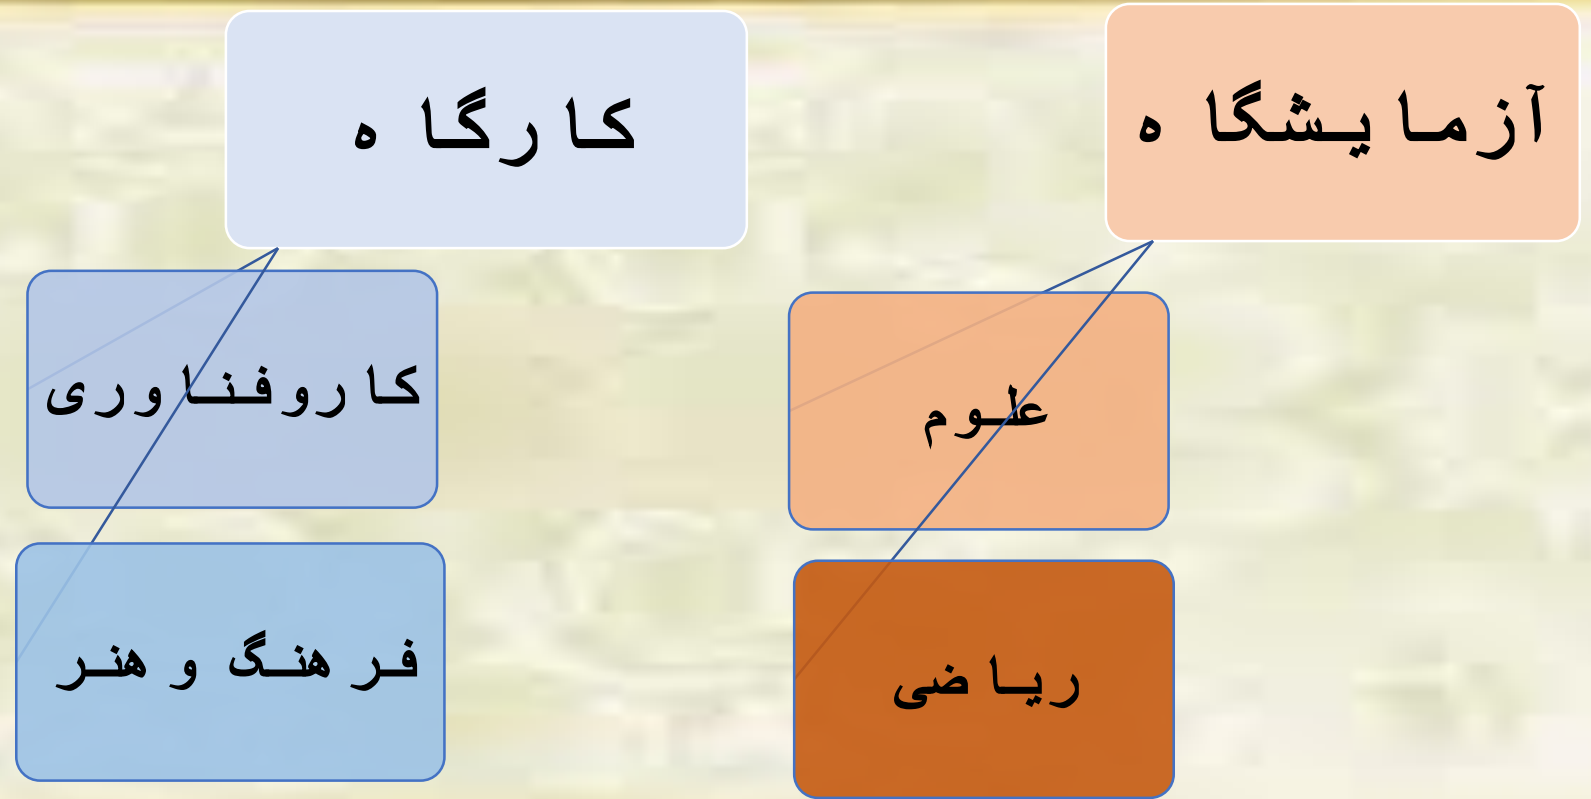 آزمایشگاه
علوم
ریاضی
کارگاه
کاروفناوری
فرهنگ و هنر